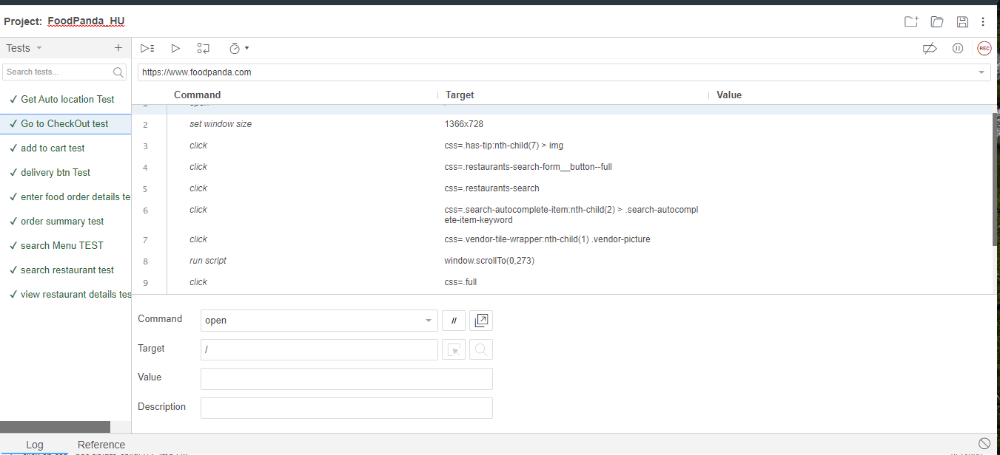 Project: FoodPanda_HU
Tests
REC
Search tests...
https://www.foodpanda.com
Command Target Value
✓ Get Auto location Test
✓ Go to CheckOut test
✓ add to cart test
✓ delivery btn Test
✓ enter food order details te
✓ order summary test
✓ search Menu TEST
✓ search restaurant test
✓ view restaurant details tes
1 open /
2 set window size 1366x728
3 click css=.has-tip:nth-child(7) > img
4 click css=.restaurants-search-form__button--full
5 click css=.restaurants-search
6 click css=.search-autocomplete-item:nth-child(2) > .search-autocompl
ete-item-keyword
7 click css=.vendor-tile-wrapper:nth-child(1) .vendor-picture
8 run script window.scrollTo(0,273)
9 click css=.full
Command open //
Target /
Value
Description
Log Reference